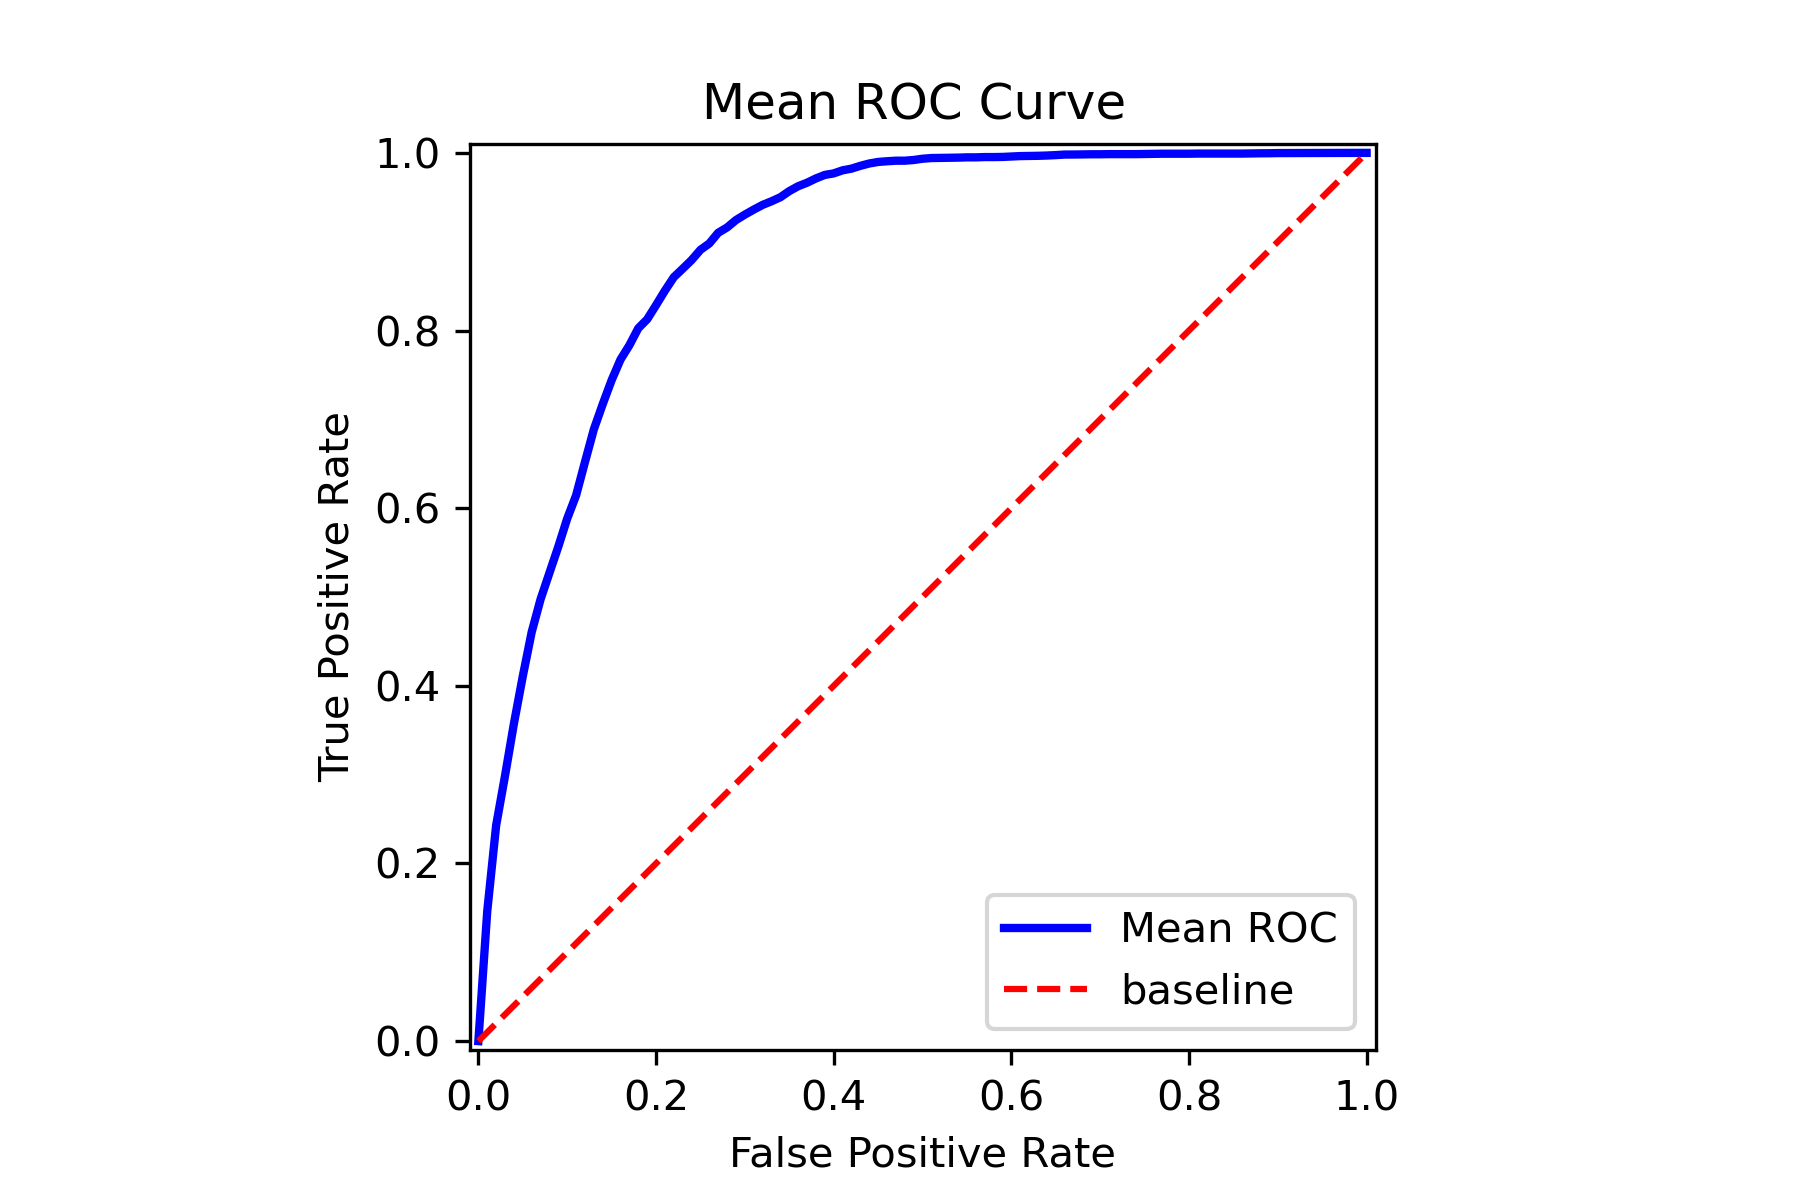 Mean ROC Curve
1.0
0.8
0.6
0.4
0.2
0.0
True Positive Rate
Mean ROC
baseline
0.0 0.2 0.4 0.6 0.8 1.0
False Positive Rate